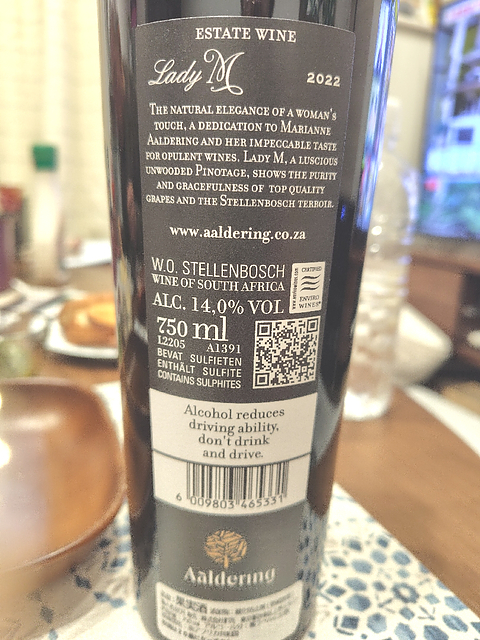 ESTATE WINE
Lady M 2022
THE NATURAL ELEGANCE OF A WOMAN'S
TOUCH, A DEDICATION TO MARIANNE
AALDERING AND HER IMPECCABLE TASTE
FOR OPULENT WINES. LADY M, A LUSCIOUS
UNWOODED PINOTAGE, SHOWS THE PURITY
AND GRACEFULNESS OF TOP QUALITY
GRAPES AND THE STELLENBOSCH TERROIR.
www.aaldering.co.za
W.O. STELLENBOSCH
WINE OF SOUTH AFRICA
ALC. 14,0% VOL
CERTIFIED
ENVIRO
WINES
750 ml
L2205 A1391
BEVAT SULFIETEN
ENTHÄLT SULFITE
CONTAINS SULPHITES
Alcohol reduces
driving ability,
don't drink
and drive.
6 009803 465331
Aaldering
果実酒